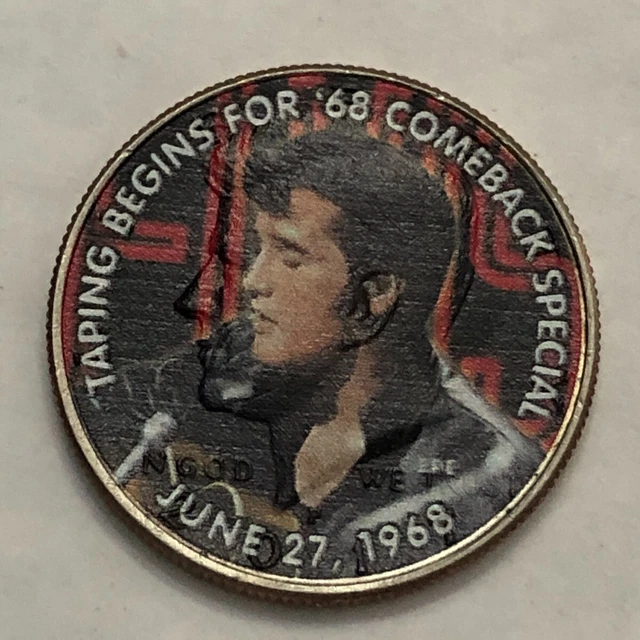 TAPING BEGINS FOR '68 COMEBACK SPECIAL
N GOD WE T
JUNE 27, 1968